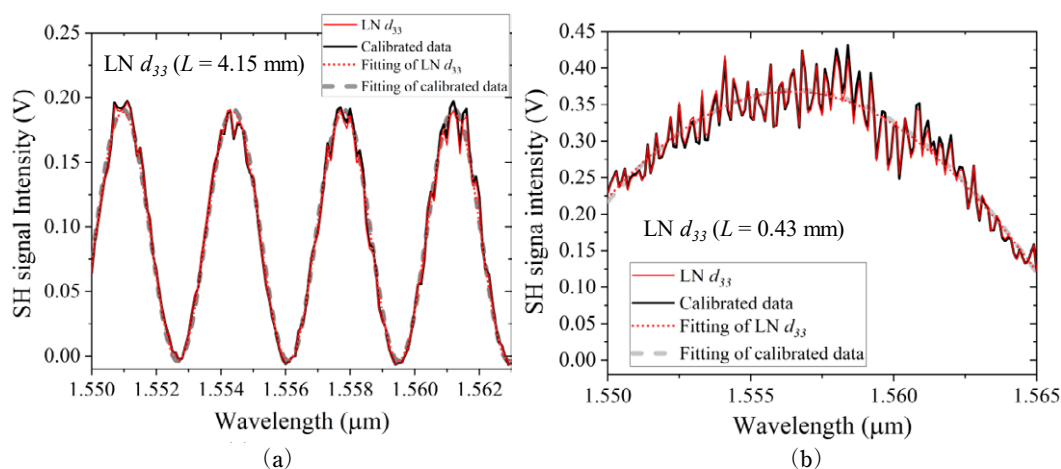 LN d33
Calibrated data
Fitting of LN d33
Fitting of calibrated data
LN d33 (L = 4.15 mm)
0.25
0.20
0.15
0.10
0.05
0.00
SH signal Intensity (V)
1.550 1.552 1.554 1.556 1.558 1.560 1.562
Wavelength (μm)
(a)
0.45
0.40
0.35
0.30
0.25
0.20
0.15
0.10
0.05
0.00
SH signa intensity (V)
LN d33 (L = 0.43 mm)
LN d33
Calibrated data
Fitting of LN d33
Fitting of calibrated data
1.550 1.555 1.560 1.565
Wavelength (μm)
(b)